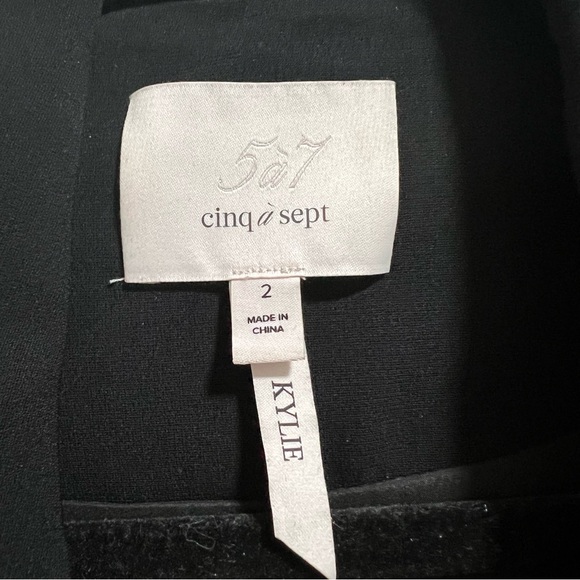 5à7
cinq à sept
2
MADE IN
CHINA
KYLIE